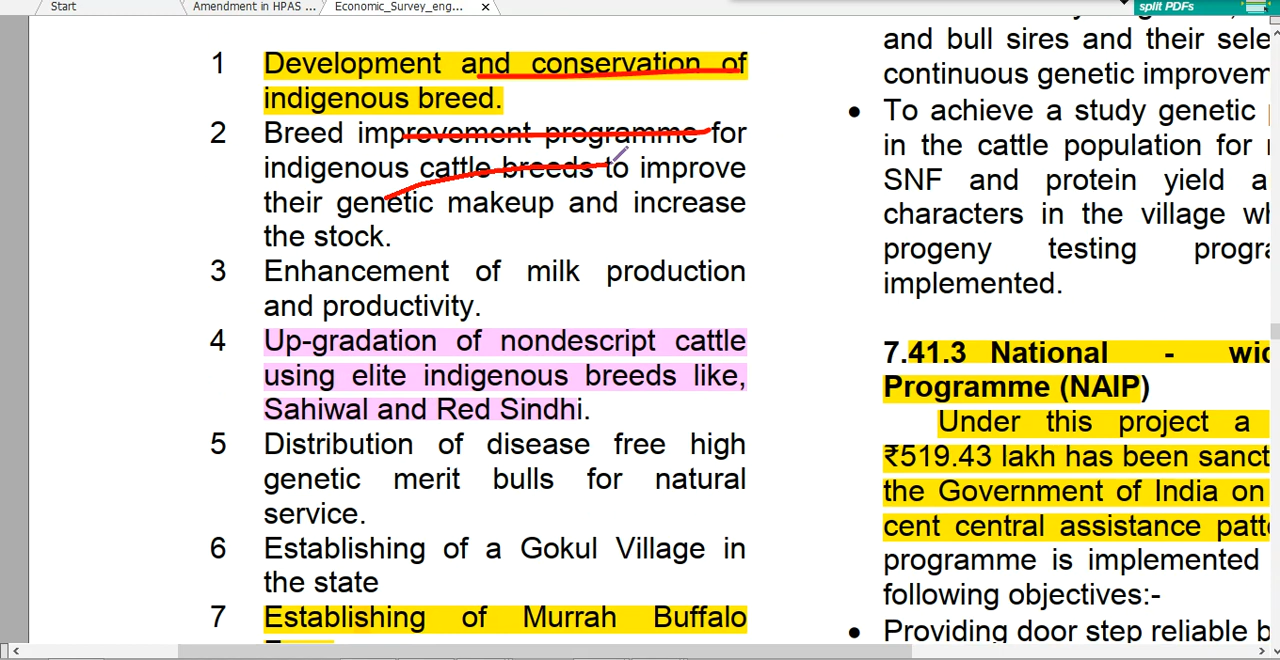 Start
Amendment in HPAS ...
Economic_Survey_eng...
split PDFs
1 Development and conservation of
indigenous breed.
2 Breed improvement programme for
indigenous cattle breeds to improve
their genetic makeup and increase
the stock.
3 Enhancement of milk production
and productivity.
4 Up-gradation of nondescript cattle
using elite indigenous breeds like,
Sahiwal and Red Sindhi.
5 Distribution of disease free high
genetic merit bulls for natural
service.
6 Establishing of a Gokul Village in
the state
7 Establishing of Murrah Buffalo
and bull sires and their sele
continuous genetic improvem
• To achieve a study genetic
in the cattle population for
SNF and protein yield a
characters in the village wh
progeny testing progra
implemented.
7.41.3 National - wid
Programme (NAIP)
Under this project a
₹519.43 lakh has been sanct
the Government of India on
cent central assistance patte
programme is implemented
following objectives:-
• Providing door step reliable b